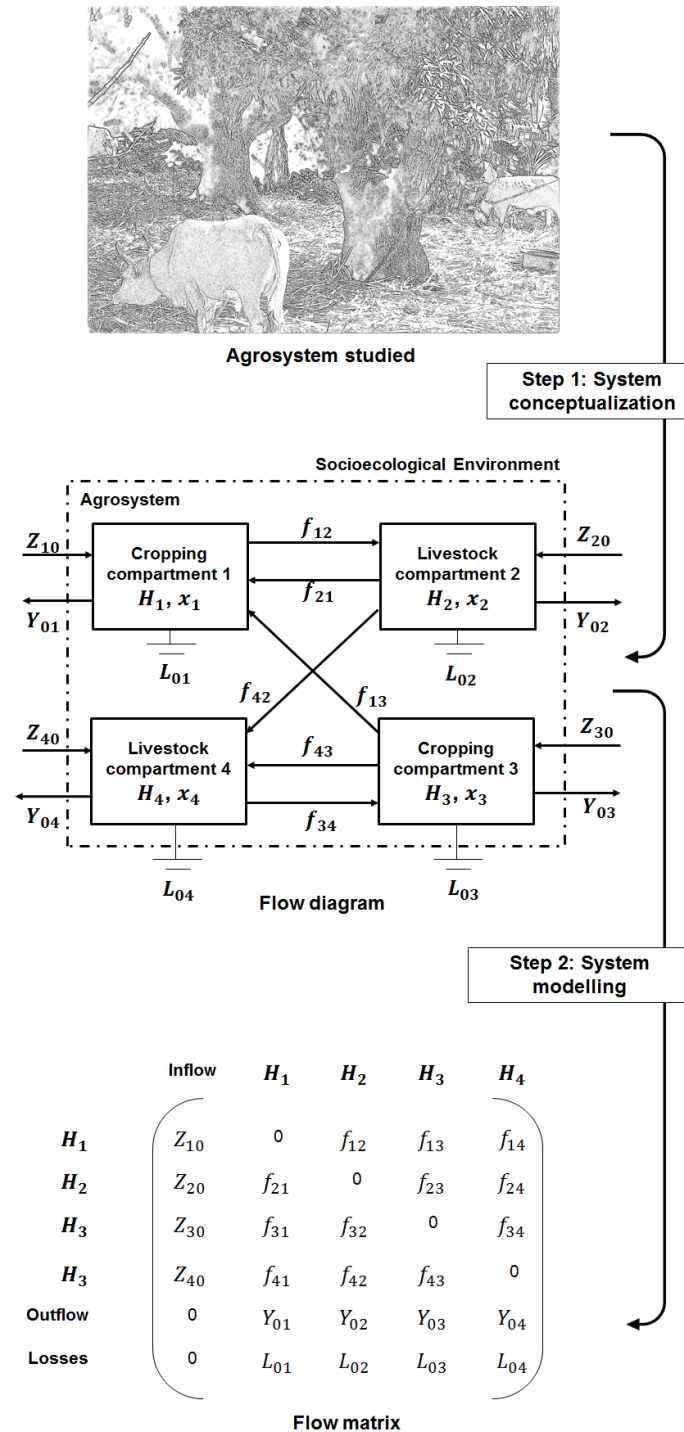 Agrosystem studied
Step 1: System
conceptualization
Socioecological Environment
Agrosystem
Z₁₀
Y₀₁
Cropping
compartment 1
H₁, x₁
L₀₁
f₁₂
f₂₁
Livestock
compartment 2
H₂, x₂
L₀₂
Z₂₀
Y₀₂
f₄₂
f₁₃
Z₄₀
Y₀₄
Livestock
compartment 4
H₄, x₄
L₀₄
f₄₃
f₃₄
Cropping
compartment 3
H₃, x₃
L₀₃
Z₃₀
Y₀₃
Flow diagram
Step 2: System
modelling
Inflow H₁ H₂ H₃ H₄
H₁ Z₁₀ 0 f₁₂ f₁₃ f₁₄
H₂ Z₂₀ f₂₁ 0 f₂₃ f₂₄
H₃ Z₃₀ f₃₁ f₃₂ 0 f₃₄
H₃ Z₄₀ f₄₁ f₄₂ f₄₃ 0
Outflow 0 Y₀₁ Y₀₂ Y₀₃ Y₀₄
Losses 0 L₀₁ L₀₂ L₀₃ L₀₄
Flow matrix